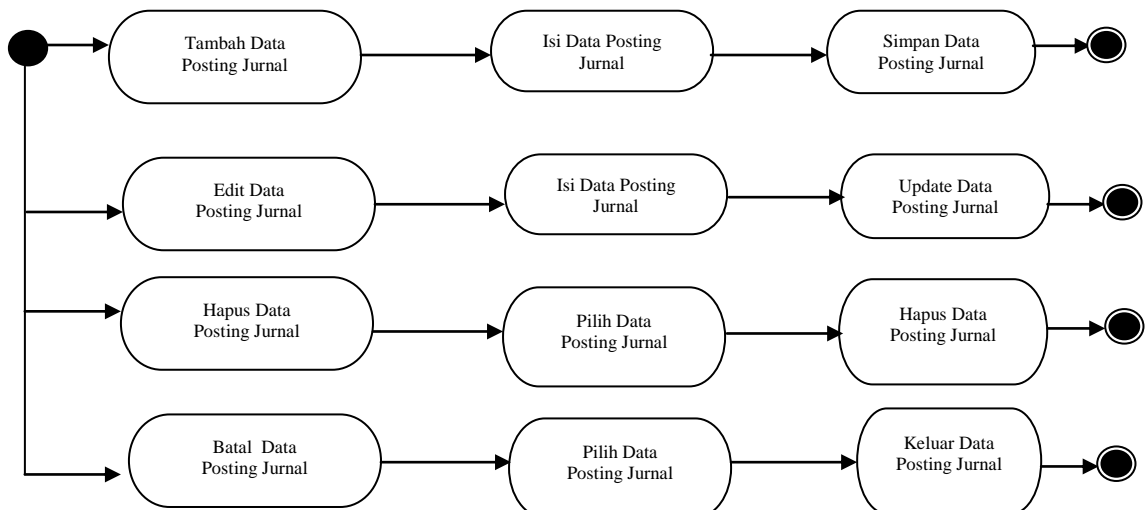 Tambah Data
Posting Jurnal
Isi Data Posting
Jurnal
Simpan Data
Posting Jurnal
Edit Data
Posting Jurnal
Isi Data Posting
Jurnal
Update Data
Posting Jurnal
Hapus Data
Posting Jurnal
Pilih Data
Posting Jurnal
Hapus Data
Posting Jurnal
Batal Data
Posting Jurnal
Pilih Data
Posting Jurnal
Keluar Data
Posting Jurnal